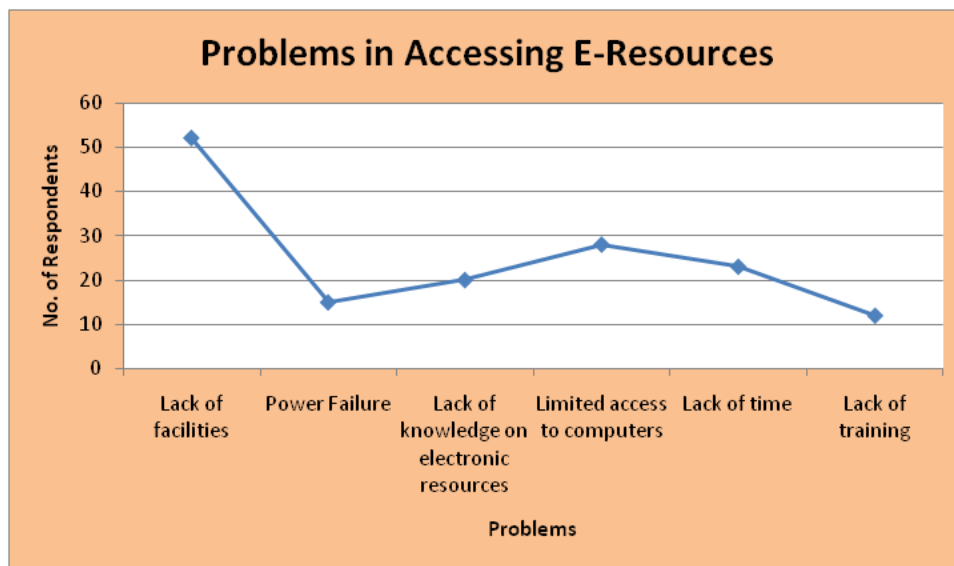 Problems in Accessing E-Resources
No. of Respondents
60
50
40
30
20
10
0
Lack of
facilities
Power Failure
Lack of
knowledge on
electronic
resources
Limited access
to computers
Lack of time
Lack of
training
Problems